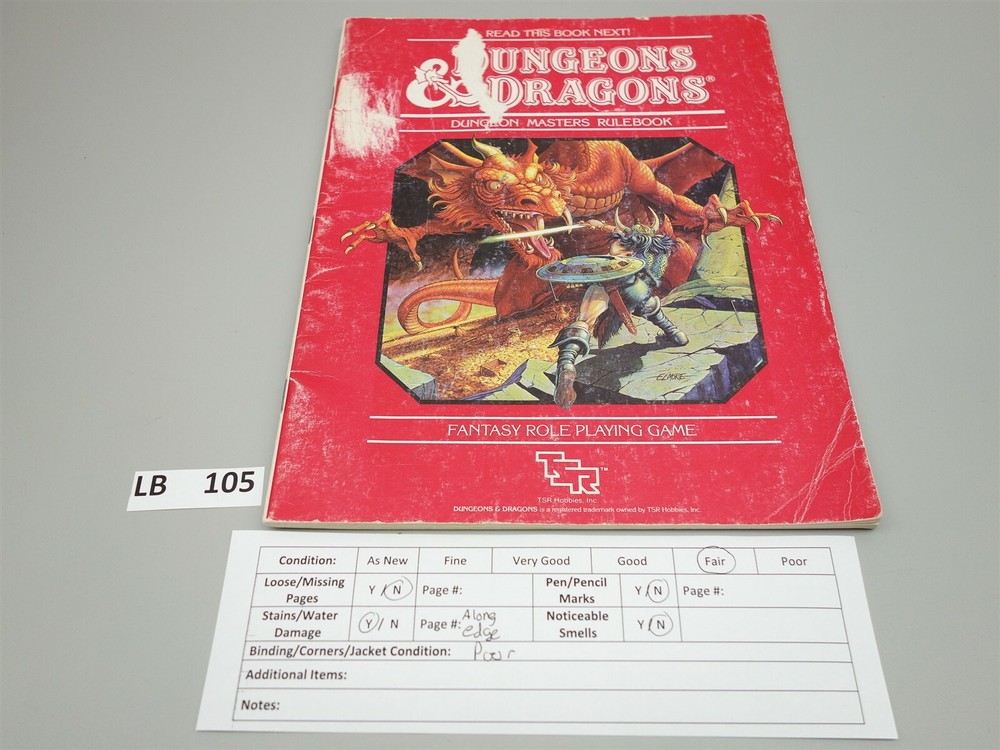 READ THIS BOOK NEXT!
DUNGEONS
& DRAGONS®
DUNGEON MASTERS RULEBOOK
ELMORE
FANTASY ROLE PLAYING GAME
TSR™
TSR Hobbies, Inc.
DUNGEONS & DRAGONS is a registered trademark owned by TSR Hobbies, Inc.
LB 105
Condition: As New Fine Very Good Good Fair Poor
Loose/Missing Pages Y / N Page #: Pen/Pencil Marks Y / N Page #:
Stains/Water Damage Y / N Page #: Along edge Noticeable Smells Y / N
Binding/Corners/Jacket Condition: Poor
Additional Items:
Notes: